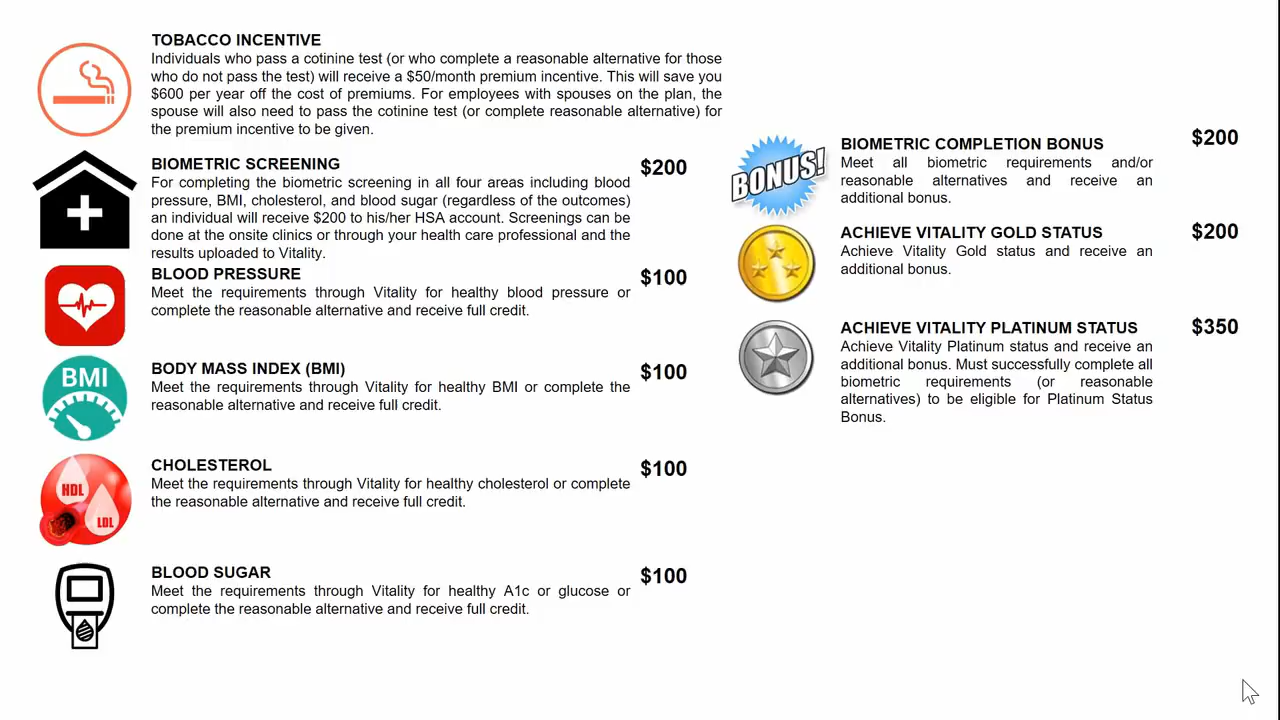 TOBACCO INCENTIVE
Individuals who pass a cotinine test (or who complete a reasonable alternative for those
who do not pass the test) will receive a $50/month premium incentive. This will save you
$600 per year off the cost of premiums. For employees with spouses on the plan, the
spouse will also need to pass the cotinine test (or complete reasonable alternative) for
the premium incentive to be given.
BIOMETRIC SCREENING
$200
For completing the biometric screening in all four areas including blood
pressure, BMI, cholesterol, and blood sugar (regardless of the outcomes)
an individual will receive $200 to his/her HSA account. Screenings can be
done at the onsite clinics or through your health care professional and the
results uploaded to Vitality.
BLOOD PRESSURE
$100
Meet the requirements through Vitality for healthy blood pressure or
complete the reasonable alternative and receive full credit.
BMI
BODY MASS INDEX (BMI)
$100
Meet the requirements through Vitality for healthy BMI or complete the
reasonable alternative and receive full credit.
HDL
LDL
CHOLESTEROL
$100
Meet the requirements through Vitality for healthy cholesterol or complete
the reasonable alternative and receive full credit.
BLOOD SUGAR
$100
Meet the requirements through Vitality for healthy A1c or glucose or
complete the reasonable alternative and receive full credit.
BONUS!
BIOMETRIC COMPLETION BONUS
$200
Meet all biometric requirements and/or
reasonable alternatives and receive an
additional bonus.
ACHIEVE VITALITY GOLD STATUS
$200
Achieve Vitality Gold status and receive an
additional bonus.
ACHIEVE VITALITY PLATINUM STATUS
$350
Achieve Vitality Platinum status and receive an
additional bonus. Must successfully complete all
biometric requirements (or reasonable
alternatives) to be eligible for Platinum Status
Bonus.